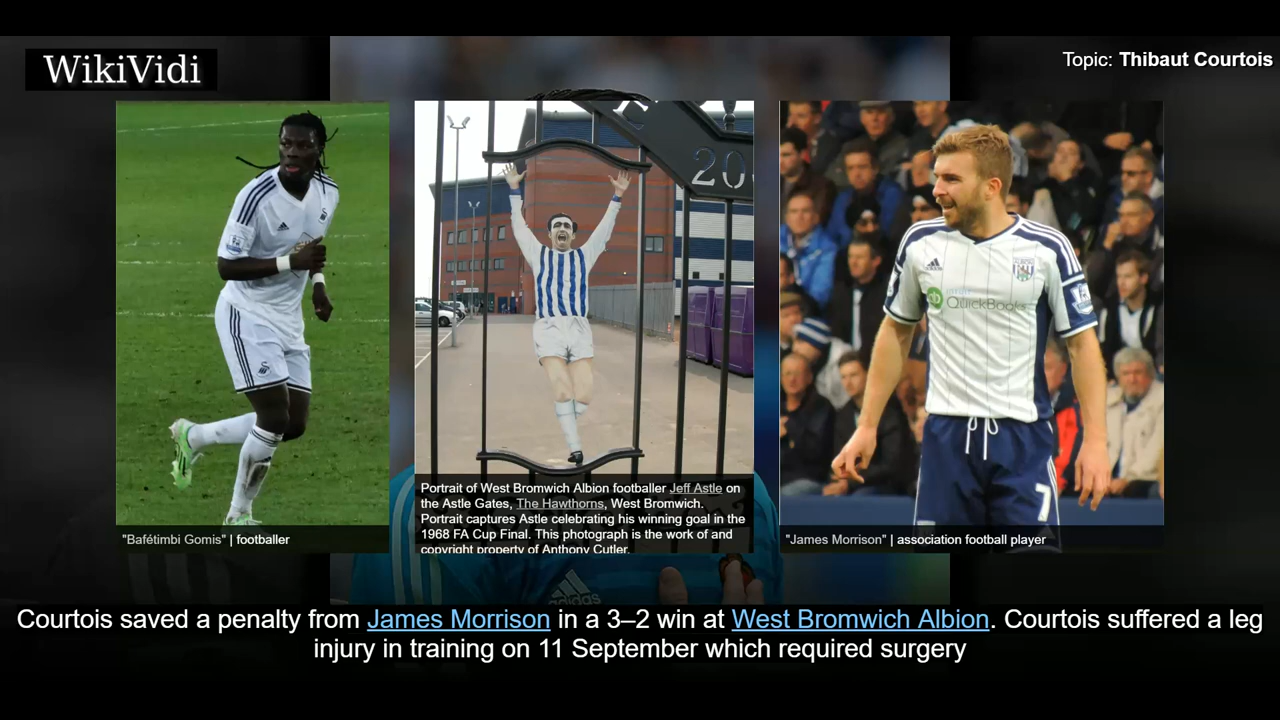 WikiVidi
Topic: Thibaut Courtois
20
QuickBooks
7
Portrait of West Bromwich Albion footballer Jeff Astle on
the Astle Gates, The Hawthorns, West Bromwich.
Portrait captures Astle celebrating his winning goal in the
1968 FA Cup Final. This photograph is the work of and
copyright property of Anthony Cutler.
"Bafétimbi Gomis" | footballer
"James Morrison" | association football player
adidas
Courtois saved a penalty from James Morrison in a 3–2 win at West Bromwich Albion. Courtois suffered a leg
injury in training on 11 September which required surgery